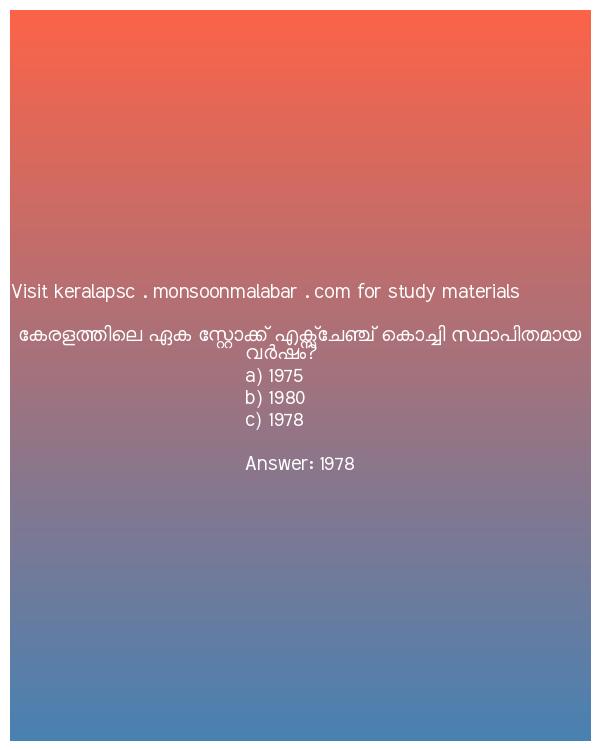 Visit keralapsc . monsoonmalabar . com for study materials
കേരളത്തിലെ ഏക സ്റ്റോക്ക് എക്സ്ചേഞ്ച് കൊച്ചി സ്ഥാപിതമായ
വർഷം?
a) 1975
b) 1980
c) 1978
Answer: 1978